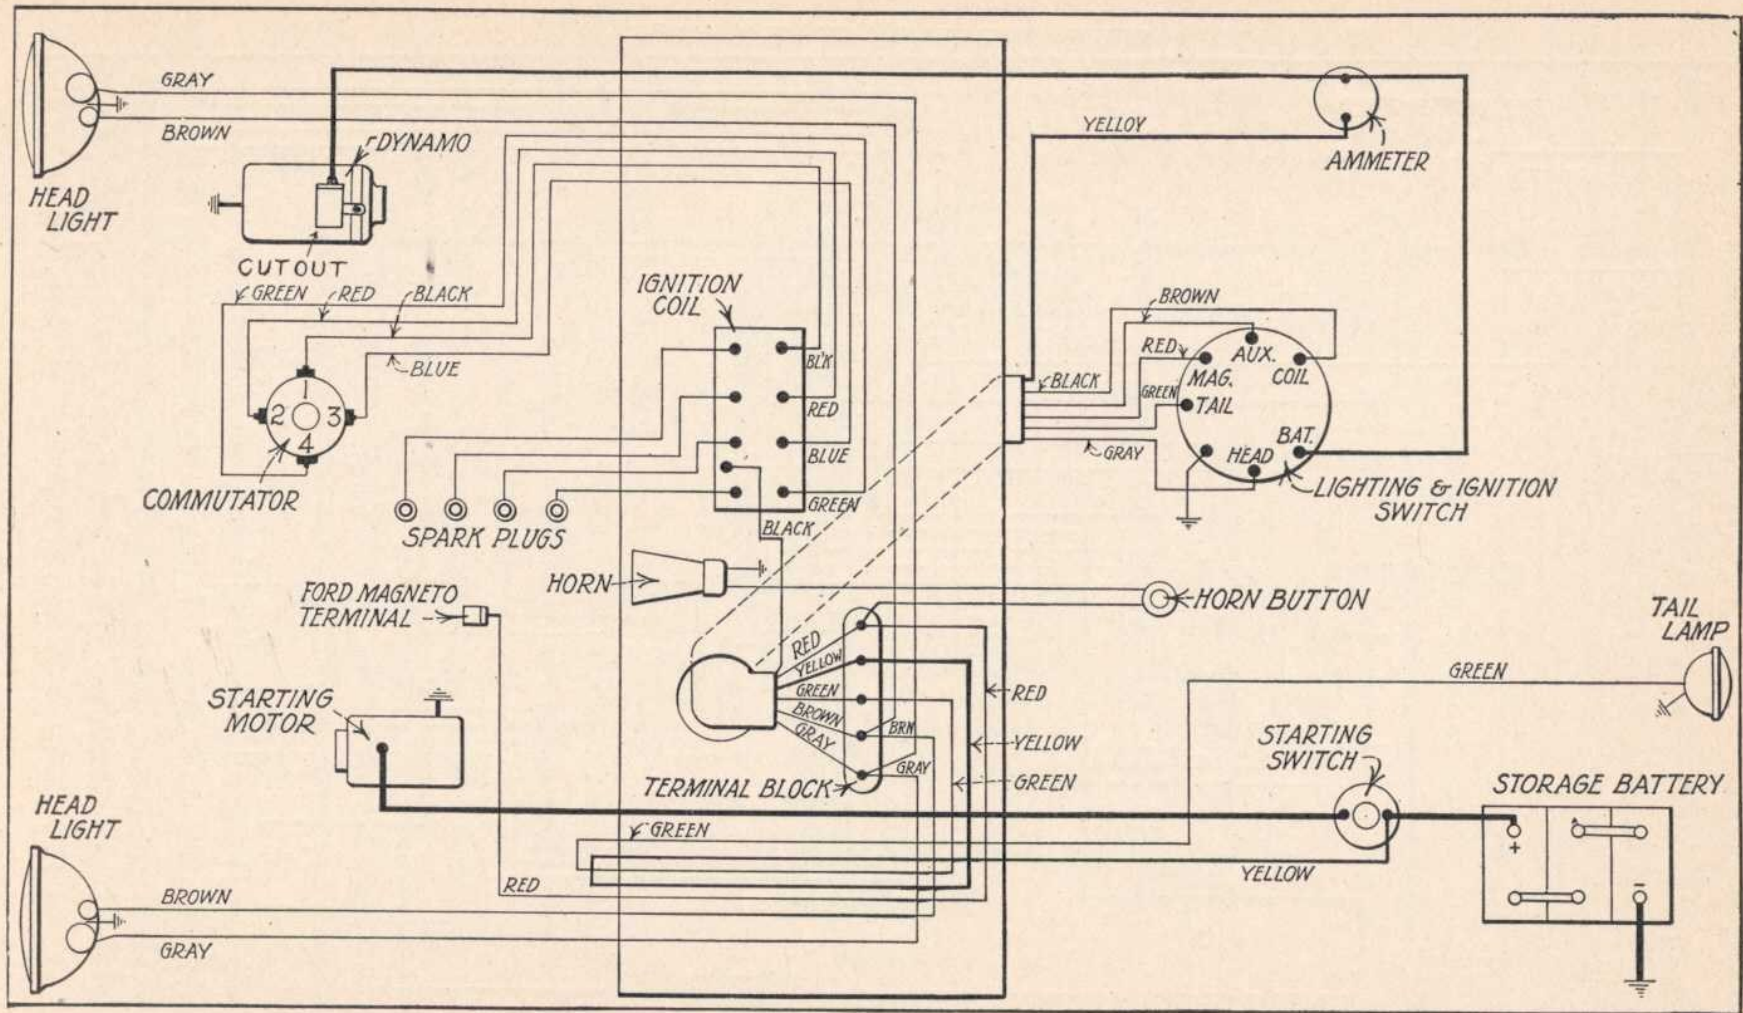 GRAY
BROWN
HEAD
LIGHT
DYNAMO
CUTOUT
GREEN
RED
BLACK
BLUE
1
2
3
4
COMMUTATOR
SPARK PLUGS
IGNITION
COIL
BL'K
RED
BLUE
GREEN
BLACK
YELLOY
AMMETER
BROWN
RED
BLACK
GREEN
GRAY
AUX.
MAG.
COIL
TAIL
BAT.
HEAD
LIGHTING & IGNITION
SWITCH
HORN
HORN BUTTON
FORD MAGNETO
TERMINAL
RED
YELLOW
GREEN
BROWN
GRAY
BRN
GRAY
TERMINAL BLOCK
RED
YELLOW
GREEN
TAIL
LAMP
GREEN
STARTING
MOTOR
STARTING
SWITCH
STORAGE BATTERY
+
-
HEAD
LIGHT
GREEN
YELLOW
RED
BROWN
GRAY